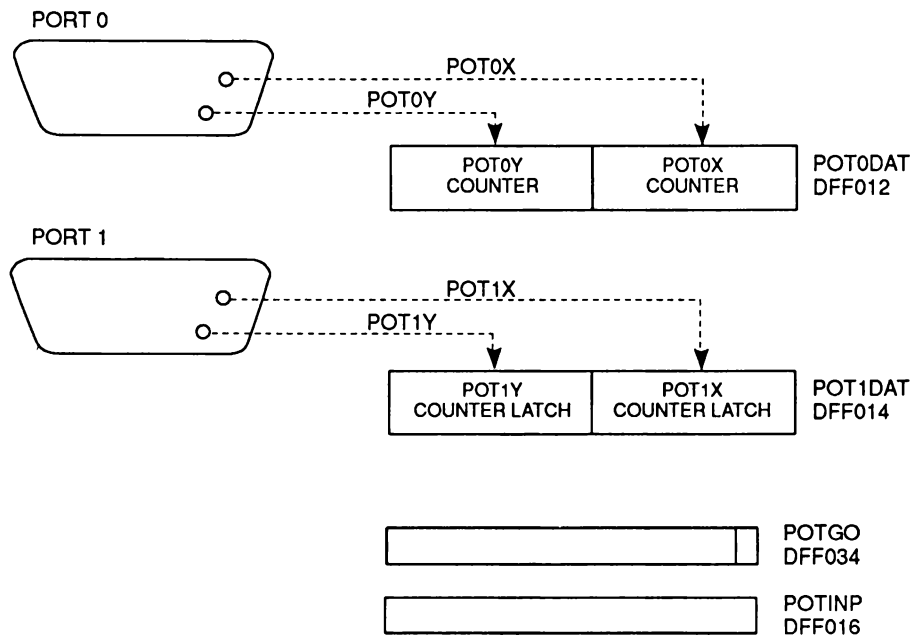 PORT 0
POT0X
POT0Y
POT0Y
COUNTER
POT0X
COUNTER
POT0DAT
DFF012
PORT 1
POT1X
POT1Y
POT1Y
COUNTER LATCH
POT1X
COUNTER LATCH
POT1DAT
DFF014
POTGO
DFF034
POTINP
DFF016